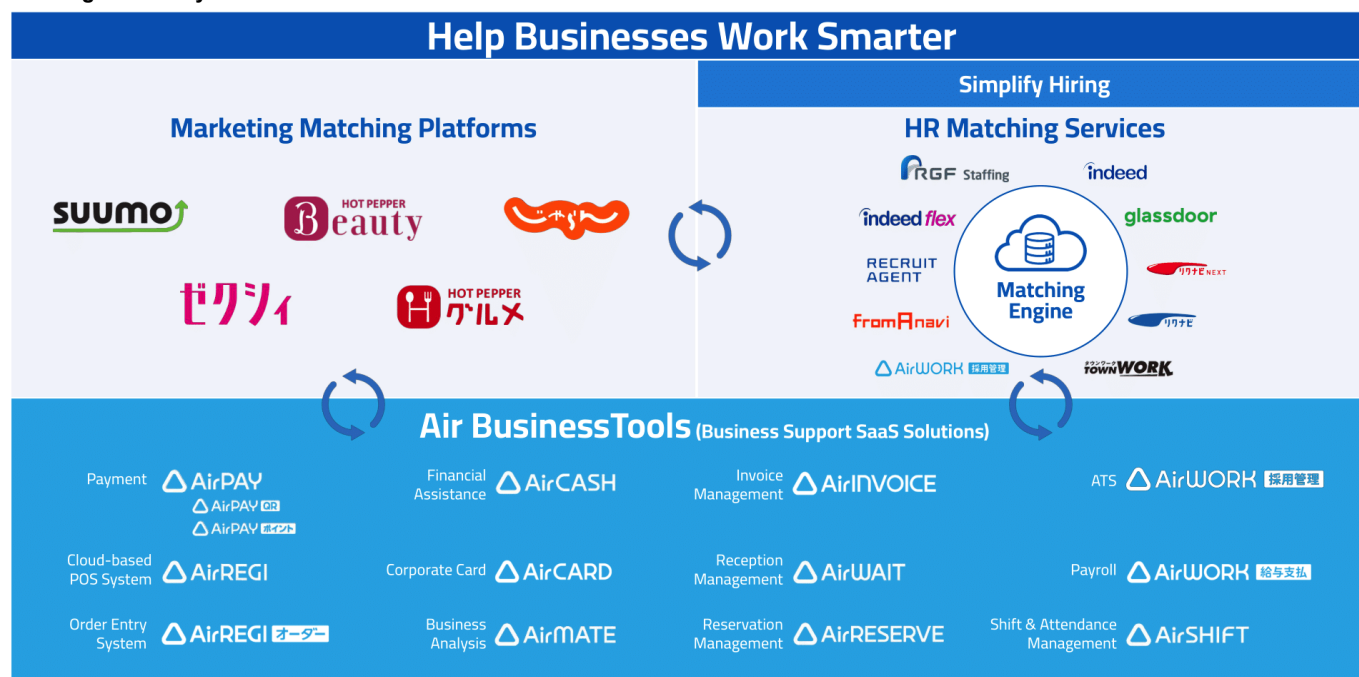 Help Businesses Work Smarter
Simplify Hiring
Marketing Matching Platforms
SUUMO
HOT PEPPER
Beauty
じゃらん
ゼクシィ
HOT PEPPER
グルメ
HR Matching Services
RGF Staffing
indeed
indeed flex
glassdoor
RECRUIT
AGENT
リクナビNEXT
Matching
Engine
fromAnavi
リクナビ
AirWORK 採用管理
タウンワーク
TOWNWORK
Air BusinessTools (Business Support SaaS Solutions)
Payment
AirPAY
AirPAY QR
AirPAY ポイント
Financial
Assistance
AirCASH
Invoice
Management
AirINVOICE
ATS
AirWORK 採用管理
Cloud-based
POS System
AirREGI
Corporate Card
AirCARD
Reception
Management
AirWAIT
Payroll
AirWORK 給与支払
Order Entry
System
AirREGI オーダー
Business
Analysis
AirMATE
Reservation
Management
AirRESERVE
Shift & Attendance
Management
AirSHIFT